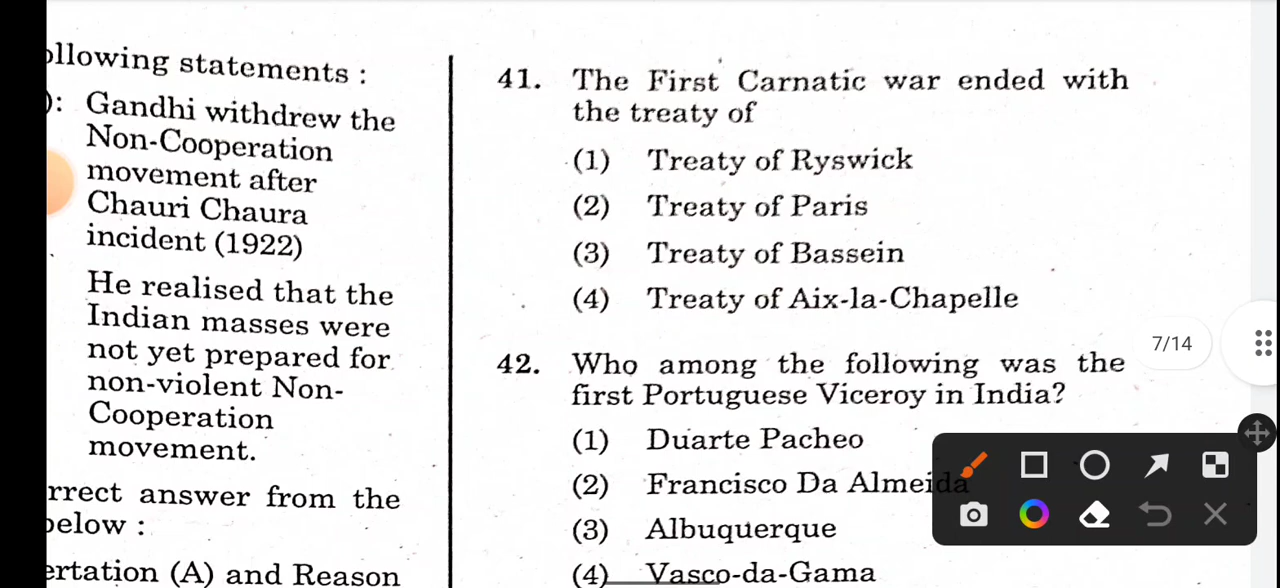 ollowing statements :
): Gandhi withdrew the
Non-Cooperation
movement after
Chauri Chaura
incident (1922)
He realised that the
Indian masses were
not yet prepared for
non-violent Non-
Cooperation
movement.
rrect answer from the
below :
ertation (A) and Reason
41. The First Carnatic war ended with
the treaty of
(1) Treaty of Ryswick
(2) Treaty of Paris
(3) Treaty of Bassein
(4) Treaty of Aix-la-Chapelle
42. Who among the following was the
first Portuguese Viceroy in India?
(1) Duarte Pacheo
(2) Francisco Da Almeida
(3) Albuquerque
(4) Vasco-da-Gama
7/14